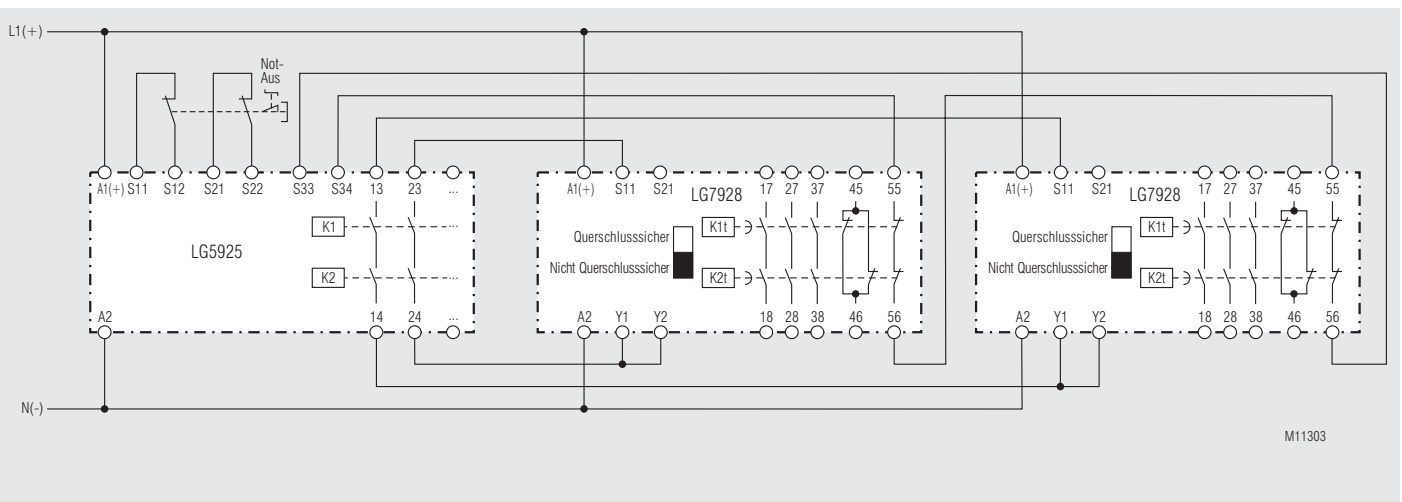 L1(+)
Not-
Aus
A1(+) S11 S12 S21 S22 S33 S34 13 23 ...
K1
...
LG5925
K2
...
A2 14 24 ...
A1(+) S11 S21 17 27 37 45 55
LG7928
Querschlusssicher
K1t
Nicht Querschlusssicher
K2t
A2 Y1 Y2 18 28 38 46 56
A1(+) S11 S21 17 27 37 45 55
LG7928
Querschlusssicher
K1t
Nicht Querschlusssicher
K2t
A2 Y1 Y2 18 28 38 46 56
N(-)
M11303